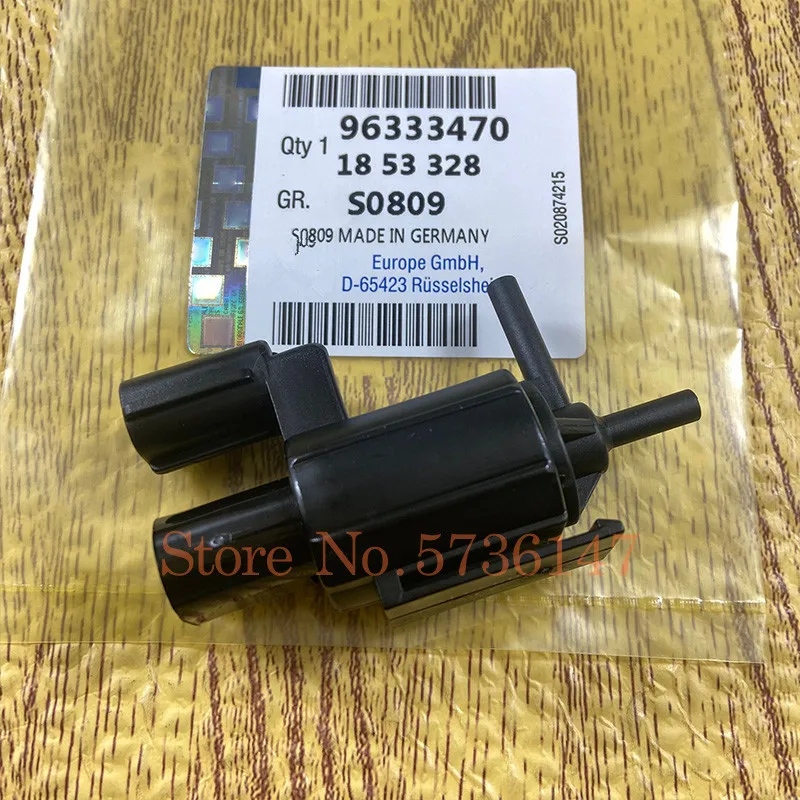 96333470
Qty 1
18 53 328
GR. S0809
S0809 MADE IN GERMANY
Europe GmbH,
D-65423 Rüsselshei
S020874215
Store No.5736147